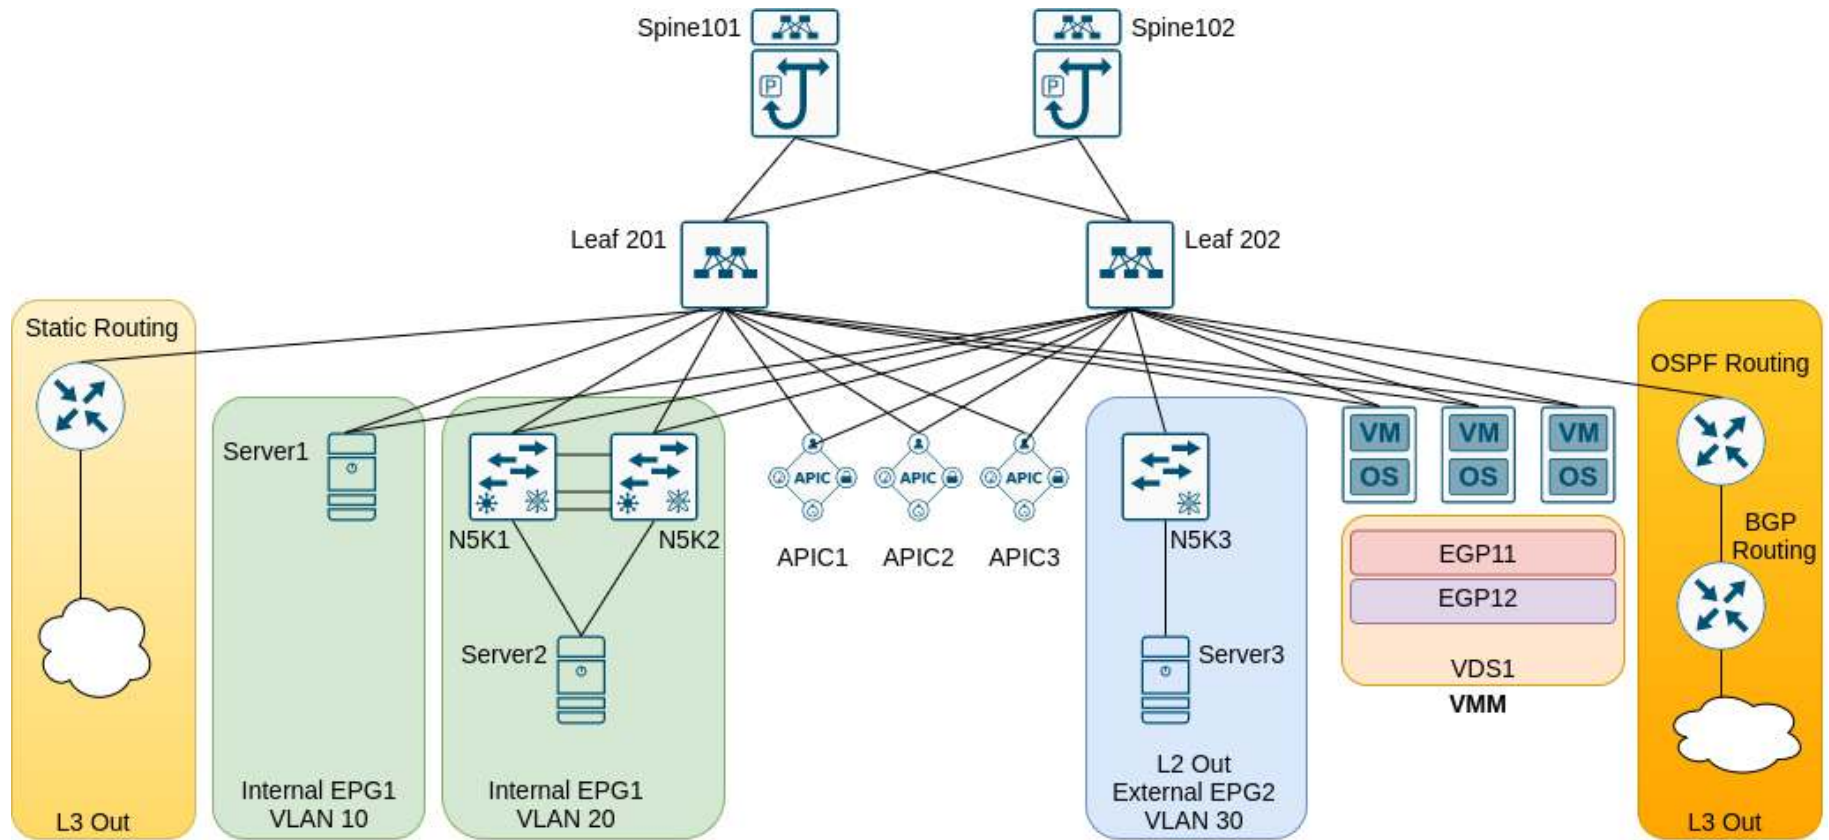 Spine101
Spine102
P
P
Leaf 201
Leaf 202
Static Routing
OSPF Routing
Server1
VM
VM
VM
APIC
APIC
APIC
OS
OS
OS
N5K1
N5K2
APIC1
APIC2
APIC3
N5K3
BGP
Routing
EGP11
EGP12
Server2
Server3
VDS1
VMM
L2 Out
Internal EPG1
VLAN 10
Internal EPG1
VLAN 20
External EPG2
VLAN 30
L3 Out
L3 Out